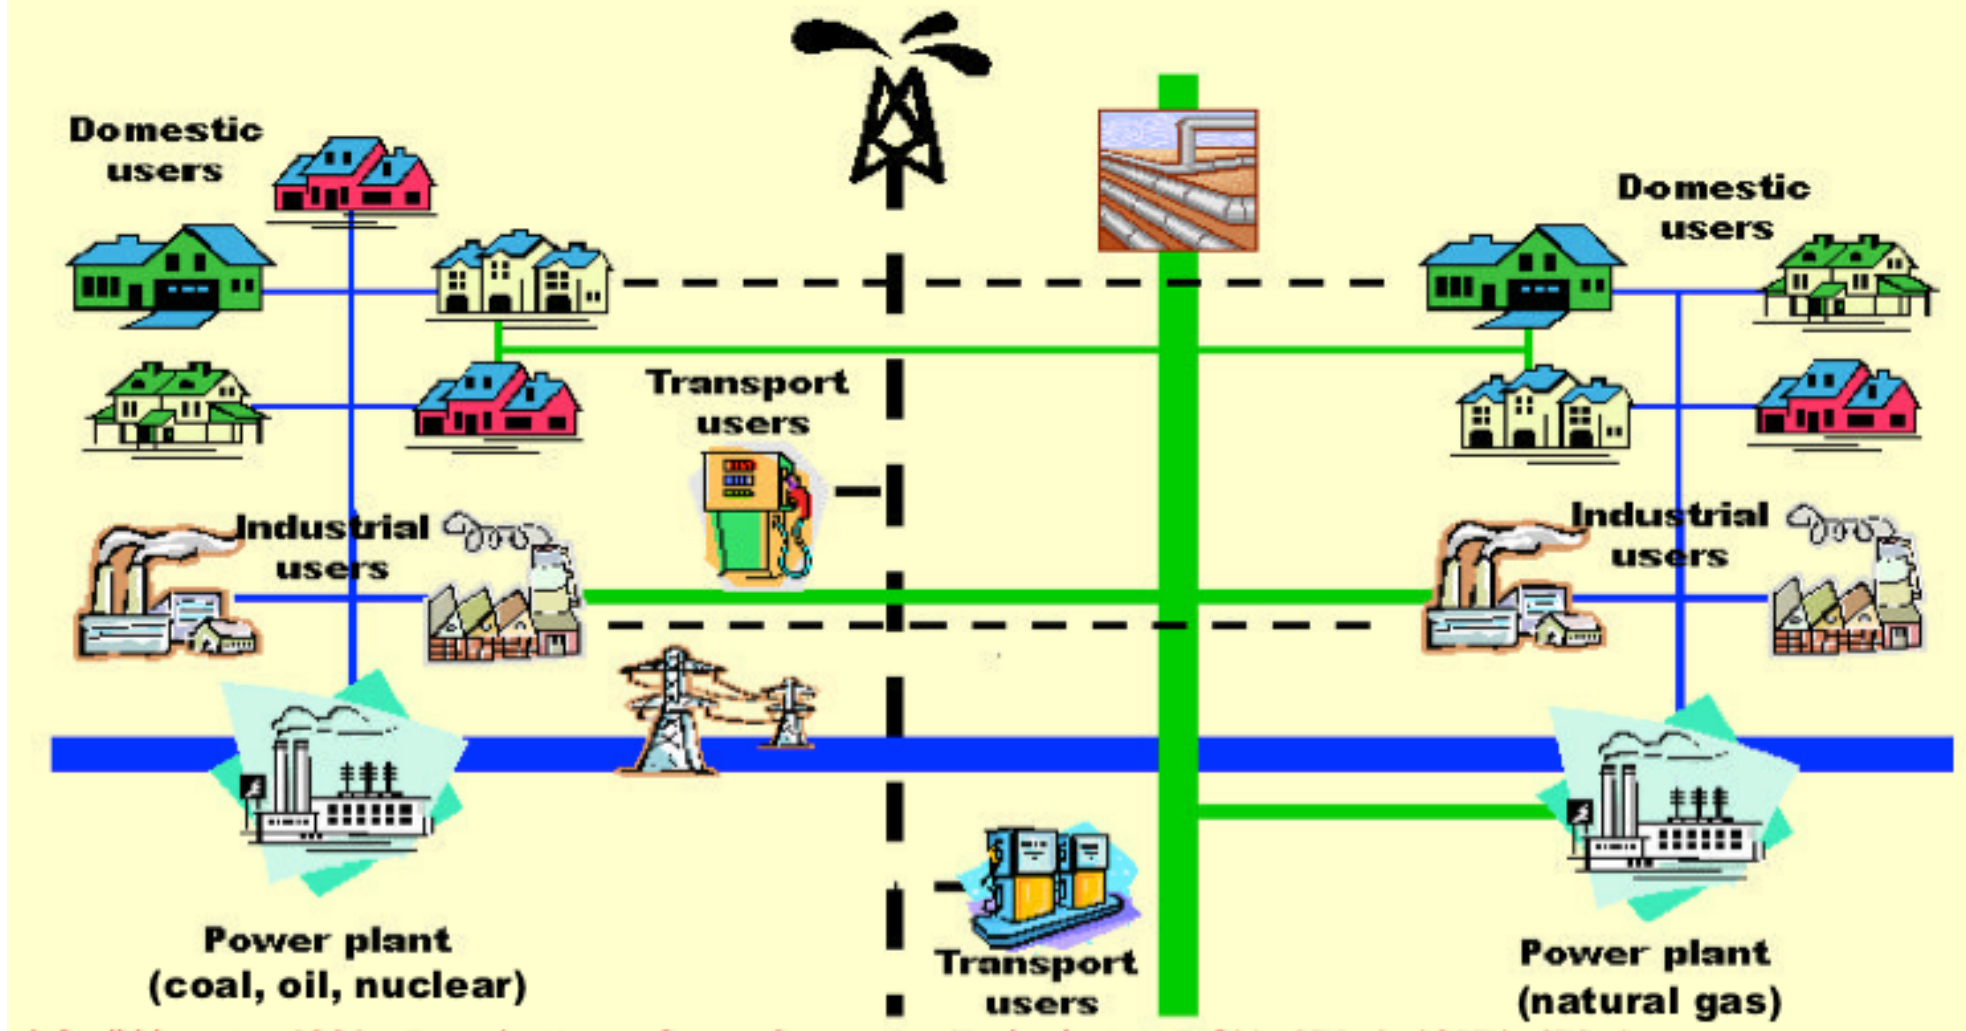 Domestic
users
Domestic
users
Transport
users
Industrial
users
Industrial
users
Power plant
(coal, oil, nuclear)
Transport
users
Power plant
(natural gas)